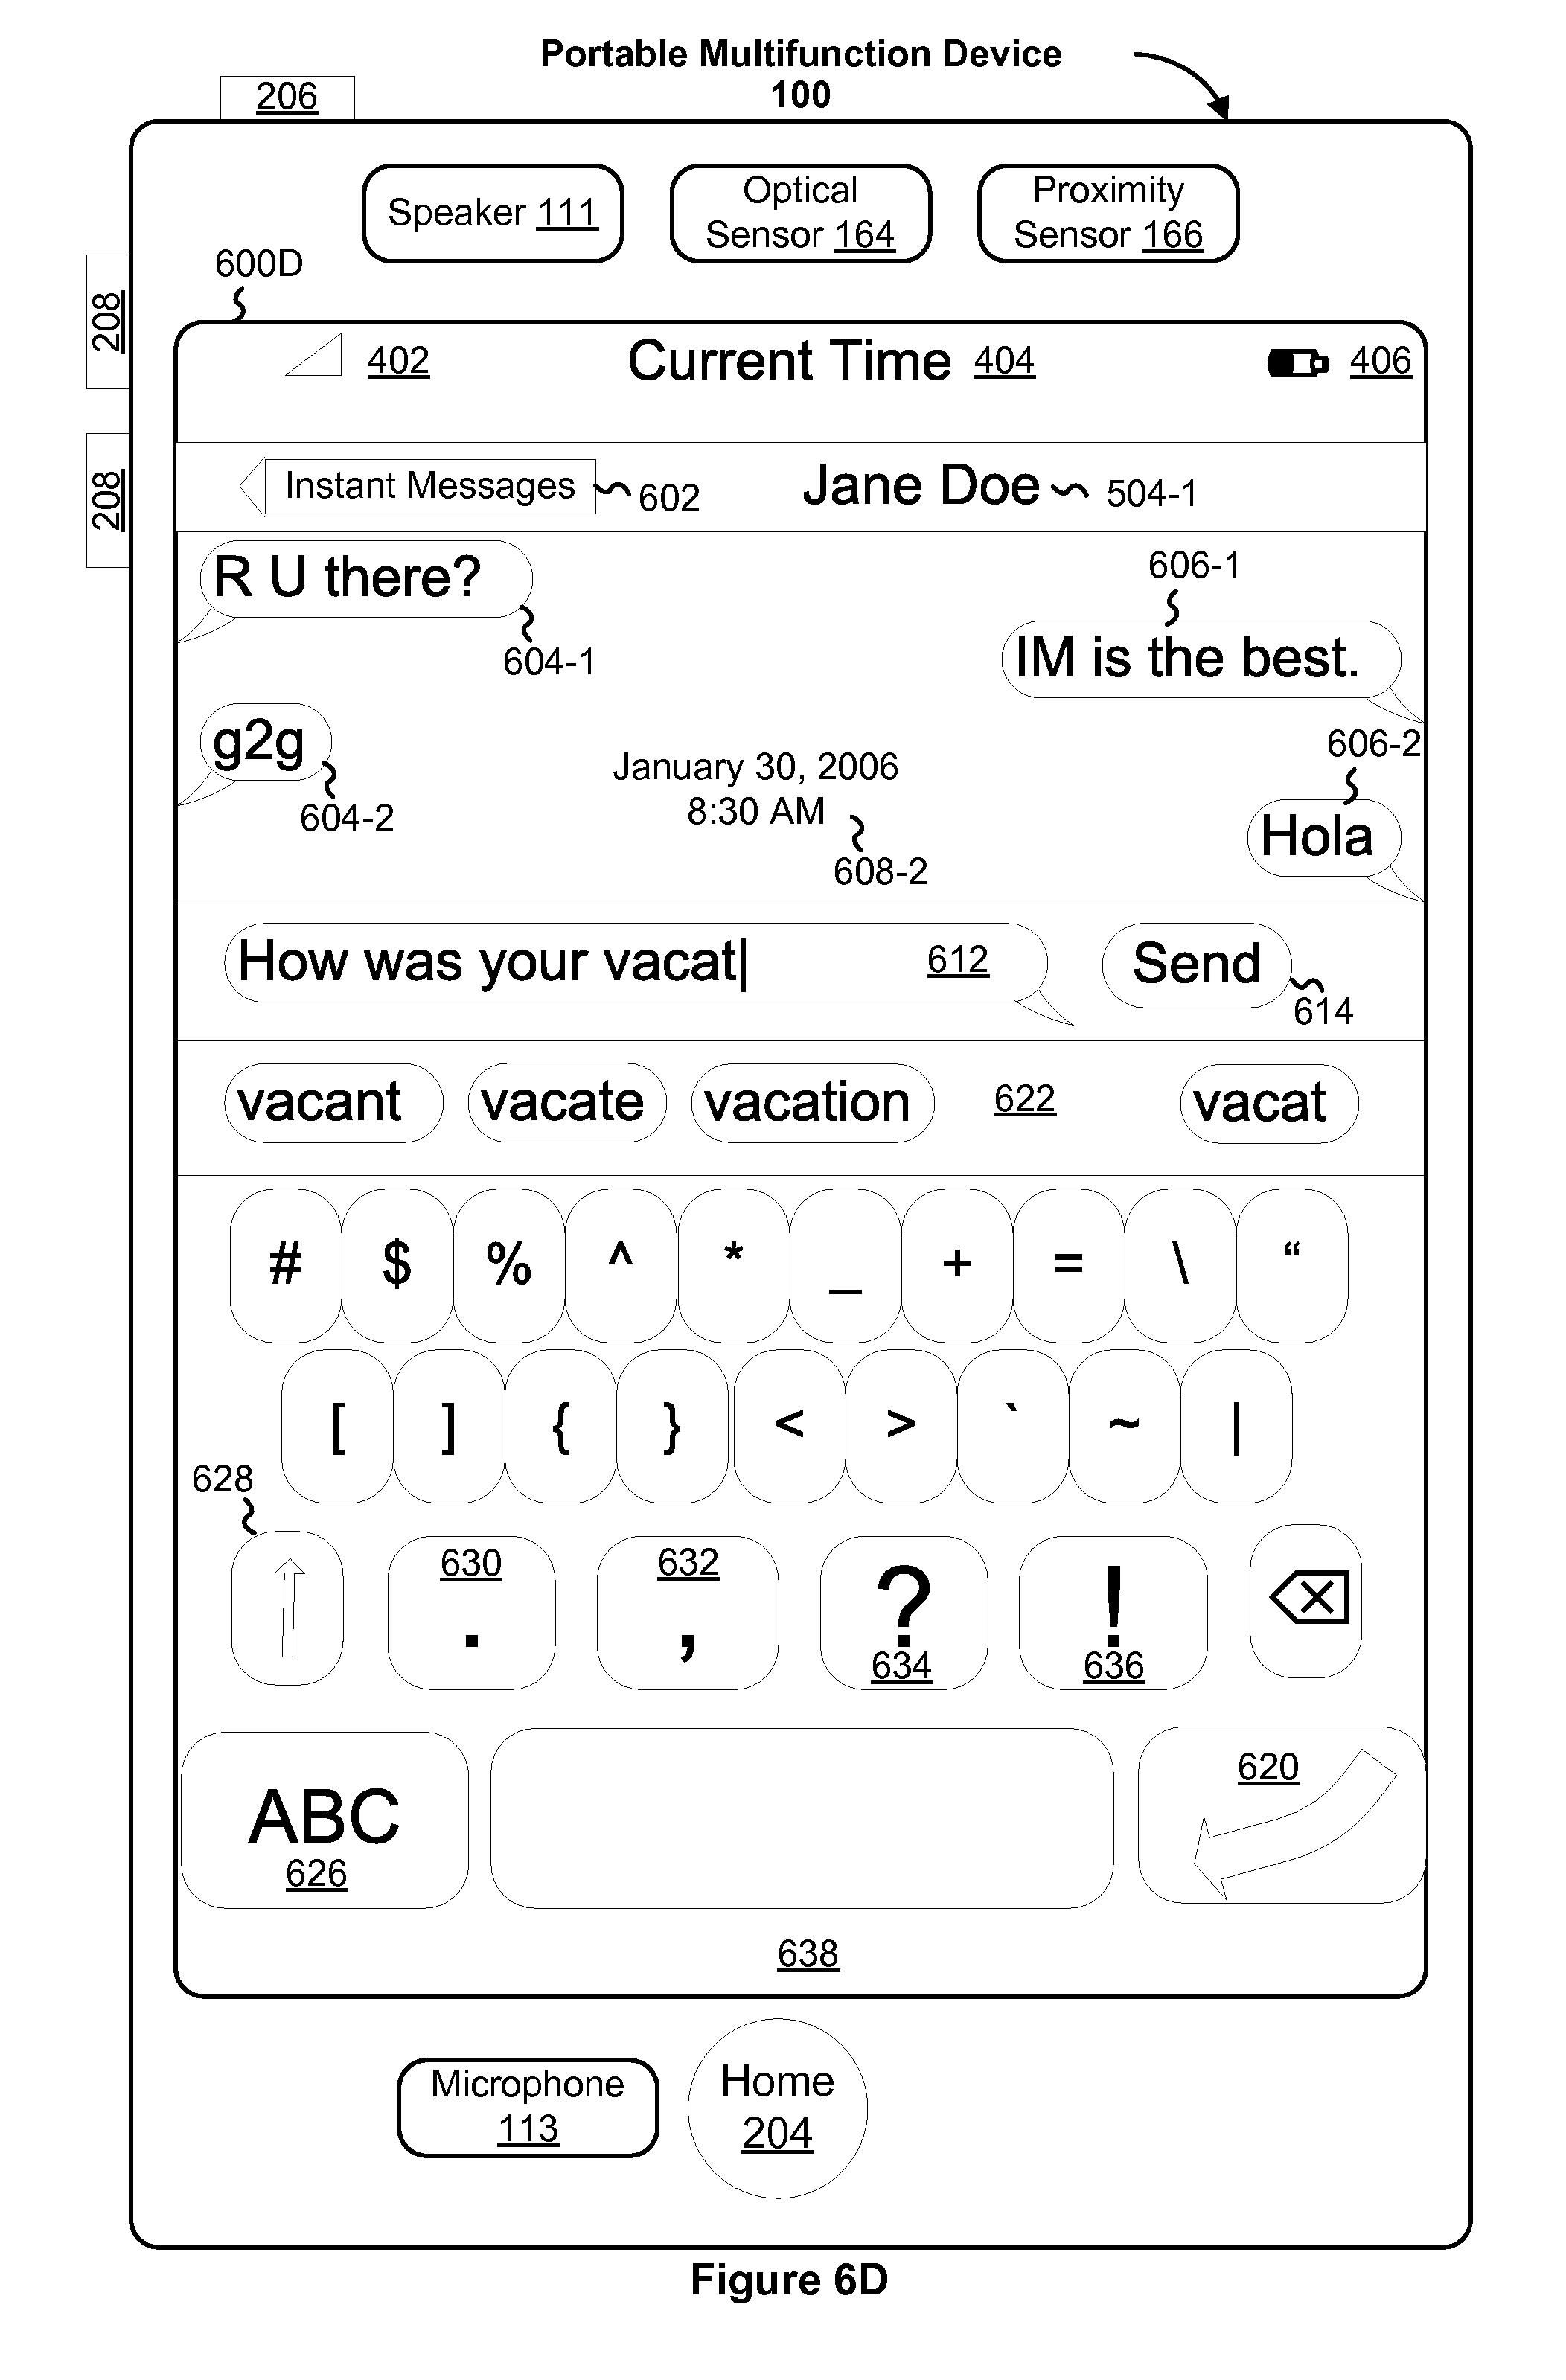 Portable Multifunction Device
100
206
Speaker 111
Optical
Sensor 164
Proximity
Sensor 166
600D
208
208
402
Current Time 404
406
Instant Messages
602
Jane Doe
504-1
R U there?
604-1
606-1
IM is the best.
g2g
604-2
January 30, 2006
8:30 AM
608-2
606-2
Hola
How was your vacat|
612
Send
614
vacant
vacate
vacation
622
vacat
# $ % ^ * _ + = \ “
[ ] { } < > ` ~ |
628
630
.
632
,
?
634
!
636
ABC
626
620
638
Microphone
113
Home
204
Figure 6D